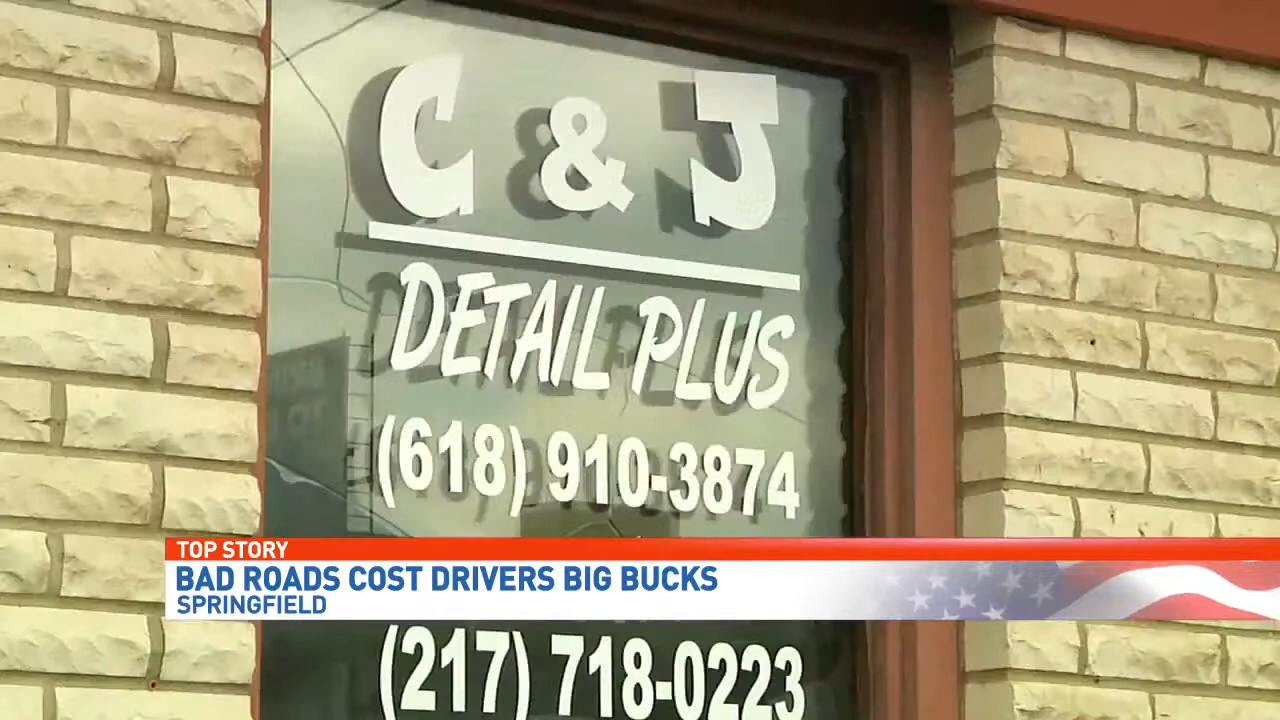 C & J
DETAIL PLUS
(618) 910-3874
TOP STORY
BAD ROADS COST DRIVERS BIG BUCKS
SPRINGFIELD
(217) 718-0223